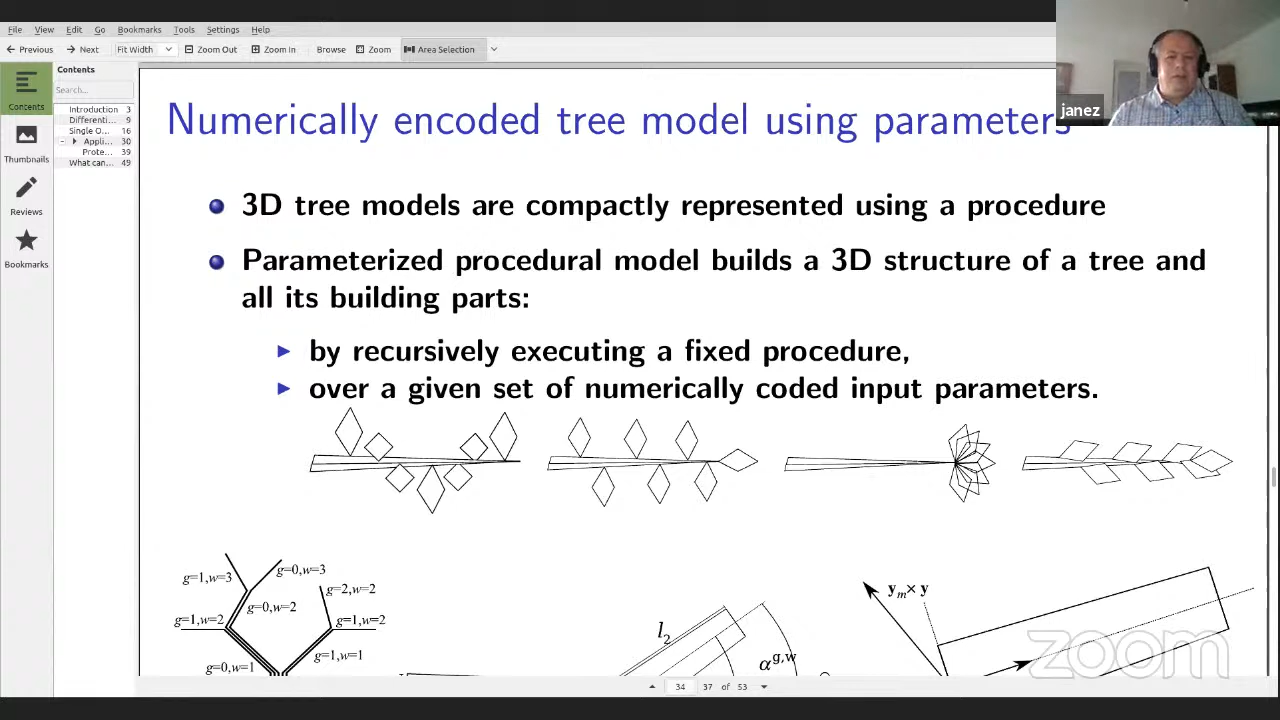 File View Edit Go Bookmarks Tools Settings Help
Previous Next Fit Width Zoom Out Zoom In Browse Zoom Area Selection
Contents
Search...
Introduction 3
Differenti... 9
Single O... 16
Appli... 30
Prote... 39
What can... 49
Contents
Thumbnails
Reviews
Bookmarks
janez
Numerically encoded tree model using parameters
3D tree models are compactly represented using a procedure
Parameterized procedural model builds a 3D structure of a tree and
all its building parts:
by recursively executing a fixed procedure,
over a given set of numerically coded input parameters.
g=1,w=3
g=0,w=3
g=2,w=2
g=0,w=2
g=1,w=2
g=1,w=2
g=0,w=1
g=1,w=1
l2
αg,w
ym× y
zoom
34 37 of 53